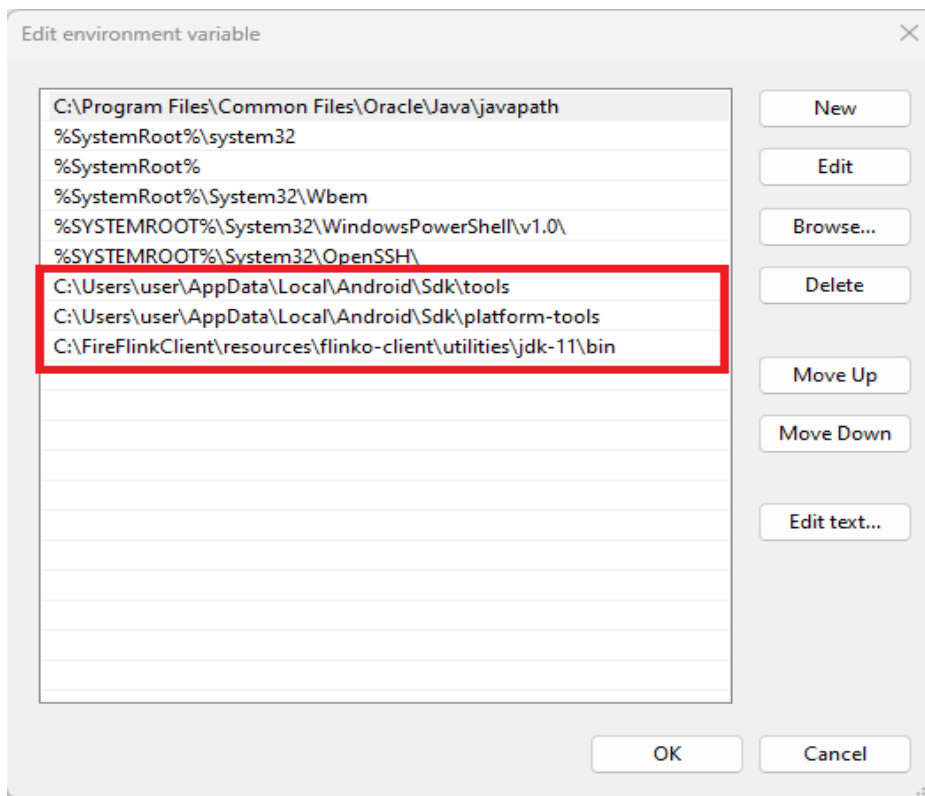 Edit environment variable
C:\Program Files\Common Files\Oracle\Java\javapath
%SystemRoot%\system32
%SystemRoot%
%SystemRoot%\System32\Wbem
%SYSTEMROOT%\System32\WindowsPowerShell\v1.0\
%SYSTEMROOT%\System32\OpenSSH\
C:\Users\user\AppData\Local\Android\Sdk\tools
C:\Users\user\AppData\Local\Android\Sdk\platform-tools
C:\FireFlinkClient\resources\flinko-client\utilities\jdk-11\bin
New
Edit
Browse...
Delete
Move Up
Move Down
Edit text...
OK
Cancel